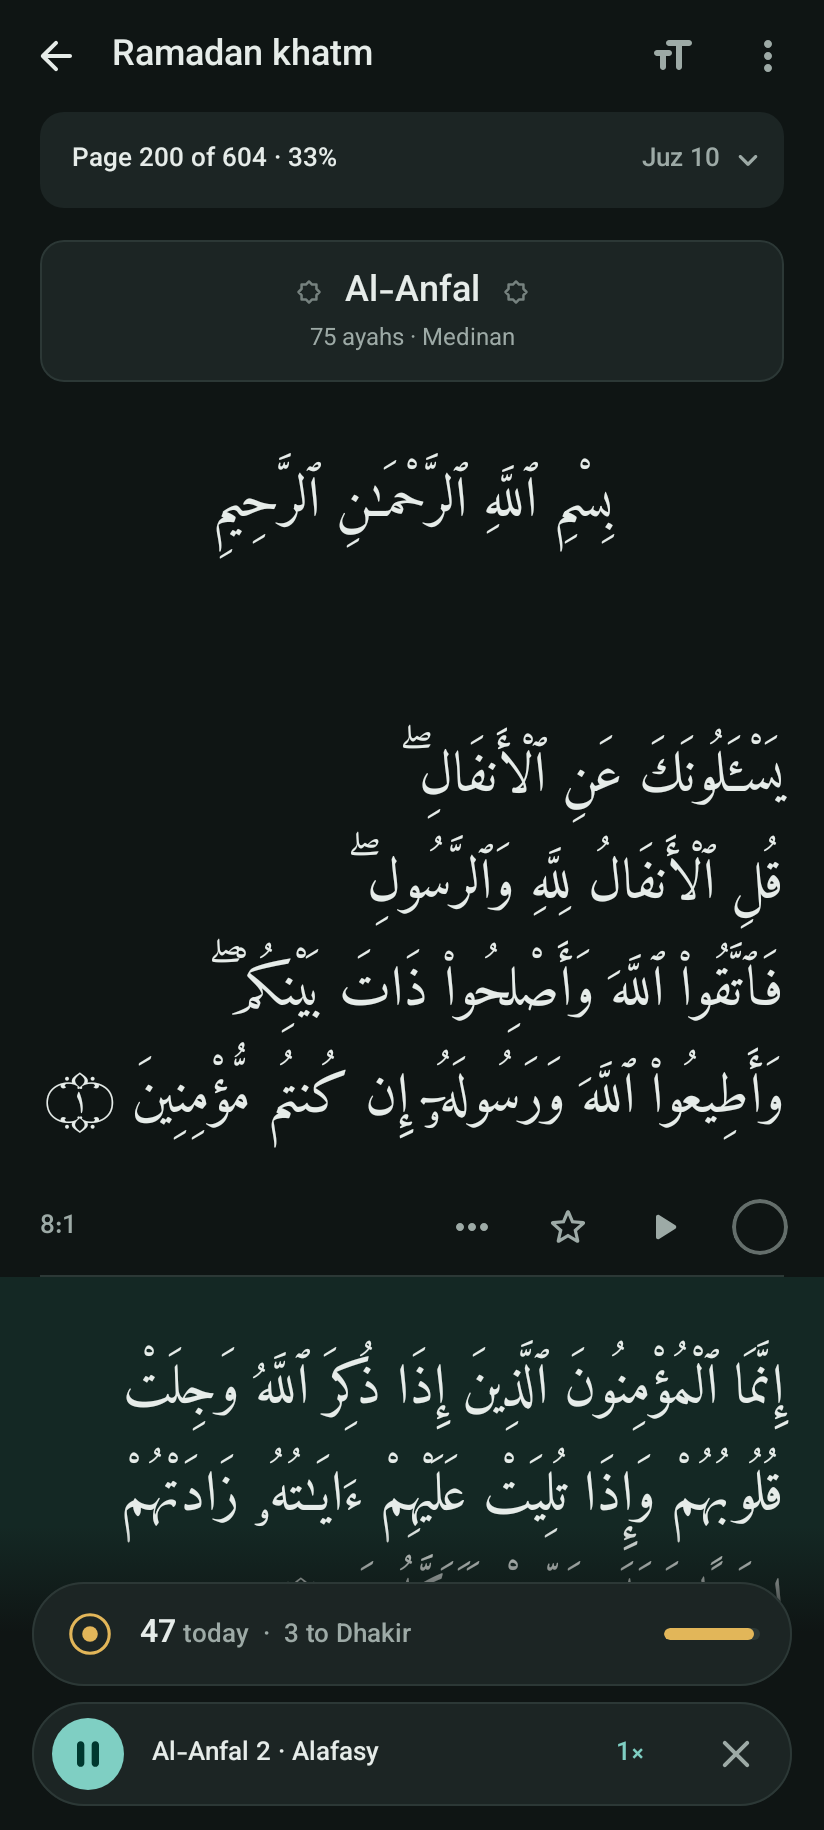 Ramadan khatm
Page 200 of 604 · 33%
Juz 10
Al-Anfal
75 ayahs · Medinan
بِسْمِ ٱللَّهِ ٱلرَّحْمَـٰنِ ٱلرَّحِيمِ
يَسْـَٔلُونَكَ عَنِ ٱلْأَنفَالِ ۖ
قُلِ ٱلْأَنفَالُ لِلَّهِ وَٱلرَّسُولِ ۖ
فَٱتَّقُوا۟ ٱللَّهَ وَأَصْلِحُوا۟ ذَاتَ بَيْنِكُمْ ۖ
وَأَطِيعُوا۟ ٱللَّهَ وَرَسُولَهُۥٓ إِن كُنتُم مُّؤْمِنِينَ ١
8:1
إِنَّمَا ٱلْمُؤْمِنُونَ ٱلَّذِينَ إِذَا ذُكِرَ ٱللَّهُ وَجِلَتْ
قُلُوبُهُمْ وَإِذَا تُلِيَتْ عَلَيْهِمْ ءَايَـٰتُهُۥ زَادَتْهُمْ
47 today · 3 to Dhakir
Al-Anfal 2 · Alafasy
1×